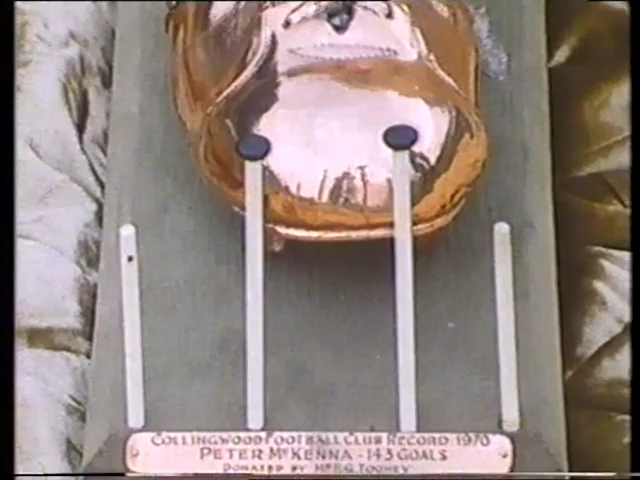 COLLINGWOOD FOOTBALL CLUB RECORD 1970
PETER McKENNA - 143 GOALS
DONATED BY MR. F.G. TOOHEY